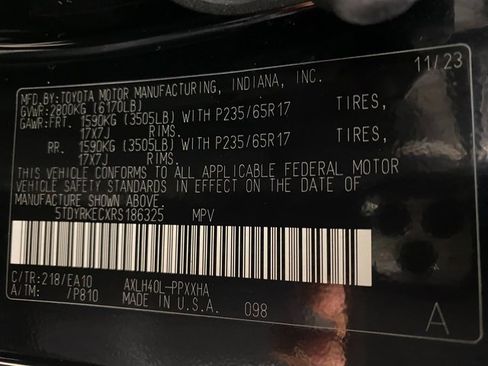 MFD.BY:TOYOTA MOTOR MANUFACTURING, INDIANA, INC. 11/23
GVWR:2800KG (6170LB)
GAWR:FRT. 1590KG (3505LB) WITH P235/65R17 TIRES,
17X7J RIMS.
RR. 1590KG (3505LB) WITH P235/65R17 TIRES,
17X7J RIMS.
THIS VEHICLE CONFORMS TO ALL APPLICABLE FEDERAL MOTOR
VEHICLE SAFETY STANDARDS IN EFFECT ON THE DATE OF
MANUFACTURE SHOWN ABOVE.
5TDYRKECXRS186325 MPV
C/TR:218/EA10 AXLH40L-PPXXHA
A/TM: /P810 MADE IN U.S.A. 098 A